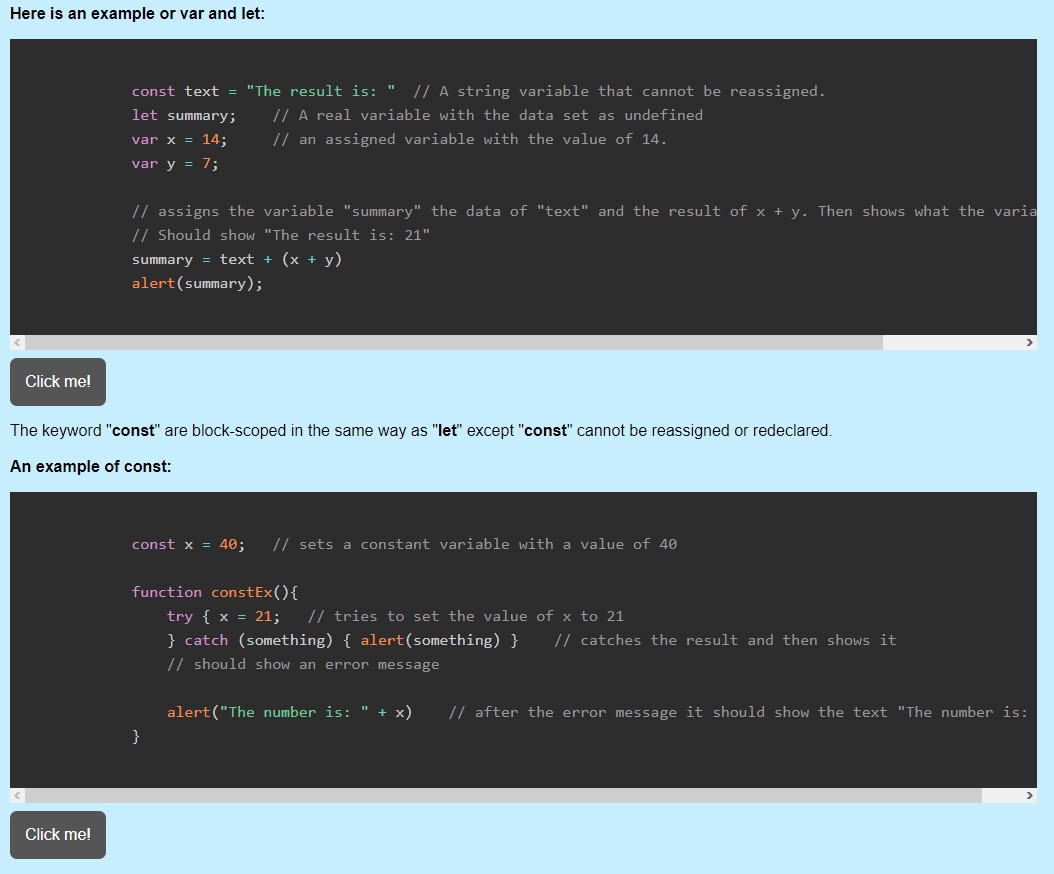 Here is an example or var and let:
const text = "The result is: "  // A string variable that cannot be reassigned.
let summary;    // A real variable with the data set as undefined
var x = 14;     // an assigned variable with the value of 14.
var y = 7;
// assigns the variable "summary" the data of "text" and the result of x + y. Then shows what the varia
// Should show "The result is: 21"
summary = text + (x + y)
alert(summary);
Click me!
The keyword "const" are block-scoped in the same way as "let" except "const" cannot be reassigned or redeclared.
An example of const:
const x = 40;   // sets a constant variable with a value of 40
function constEx(){
try { x = 21;   // tries to set the value of x to 21
} catch (something) { alert(something) }    // catches the result and then shows it
// should show an error message
alert("The number is: " + x)    // after the error message it should show the text "The number is:
}
Click me!